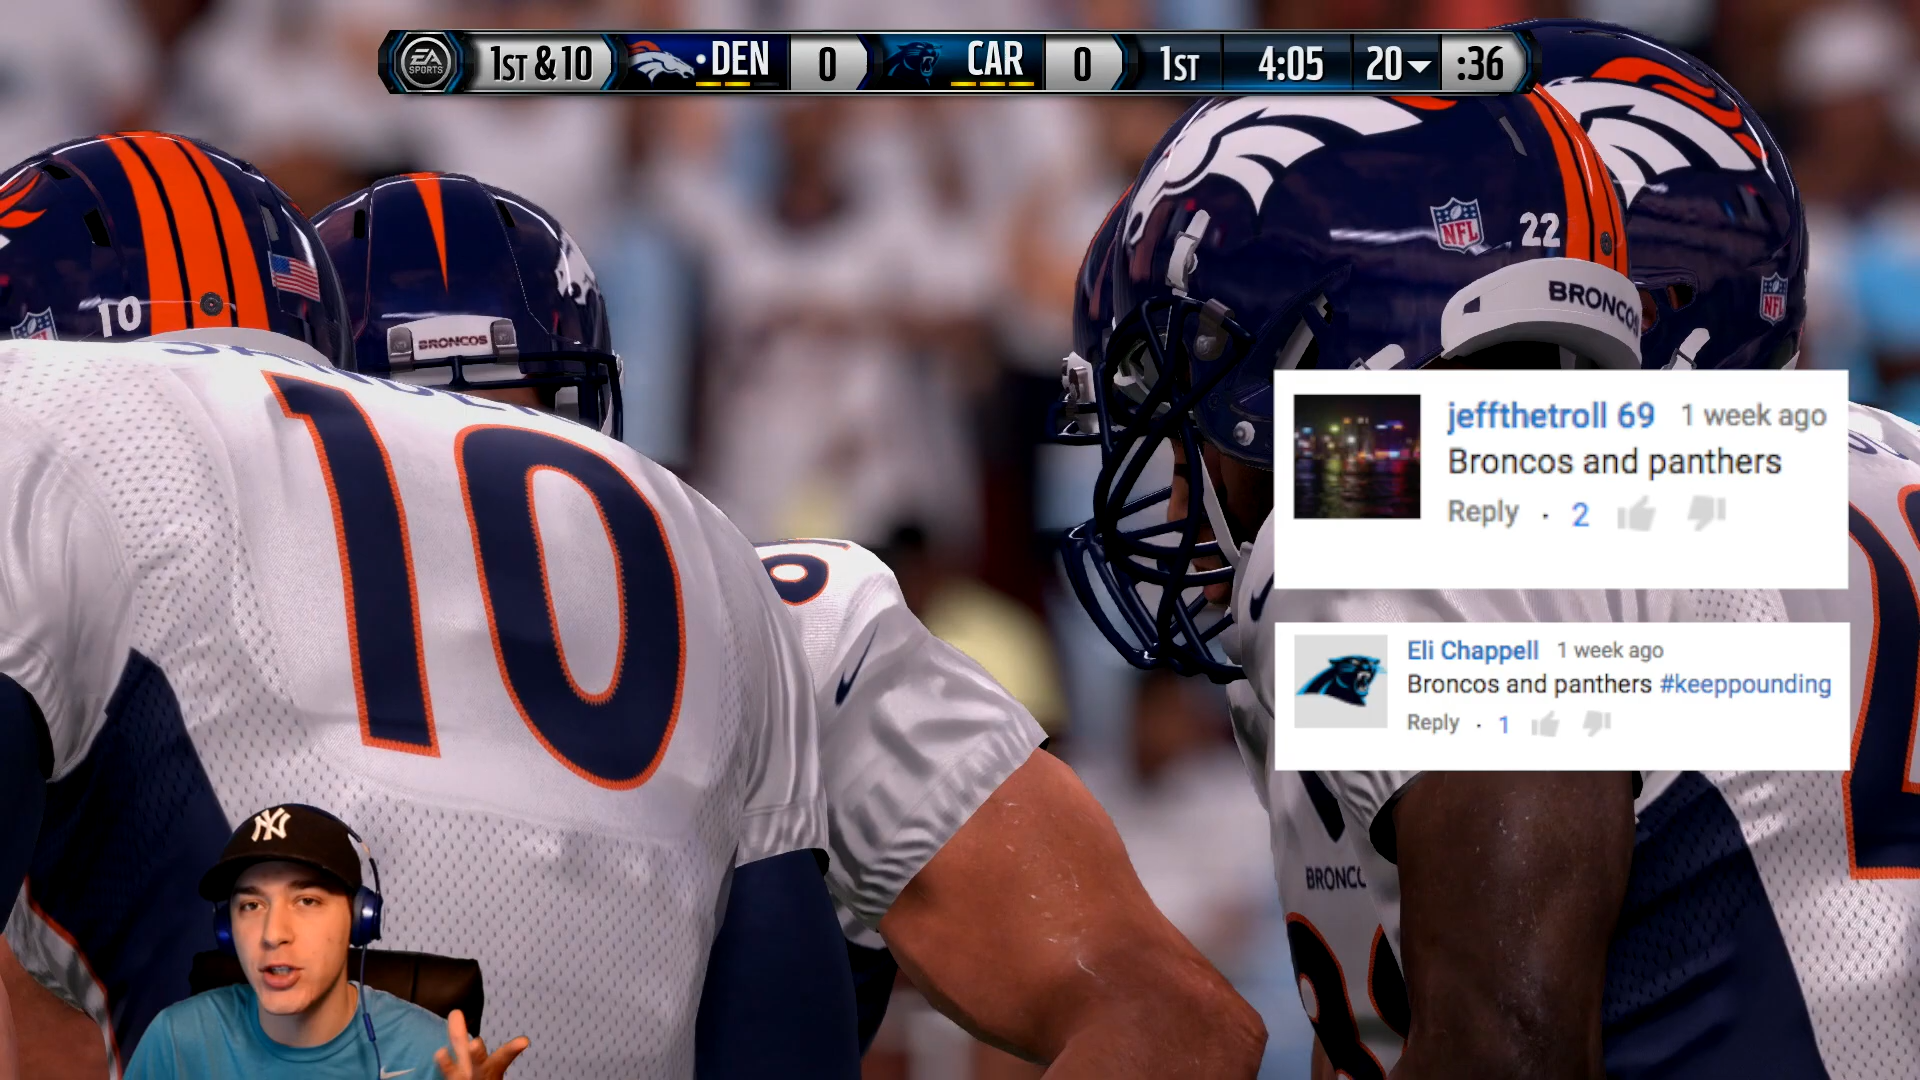 EA SPORTS 1ST & 10 DEN 0 CAR 0 1ST 4:05 20 :36
22
BRONCOS
NFL
NFL
10
BRONCOS
10
jeffthetroll 69 1 week ago
Broncos and panthers
Reply · 2
Eli Chappell 1 week ago
Broncos and panthers #keeppounding
Reply · 1
NY